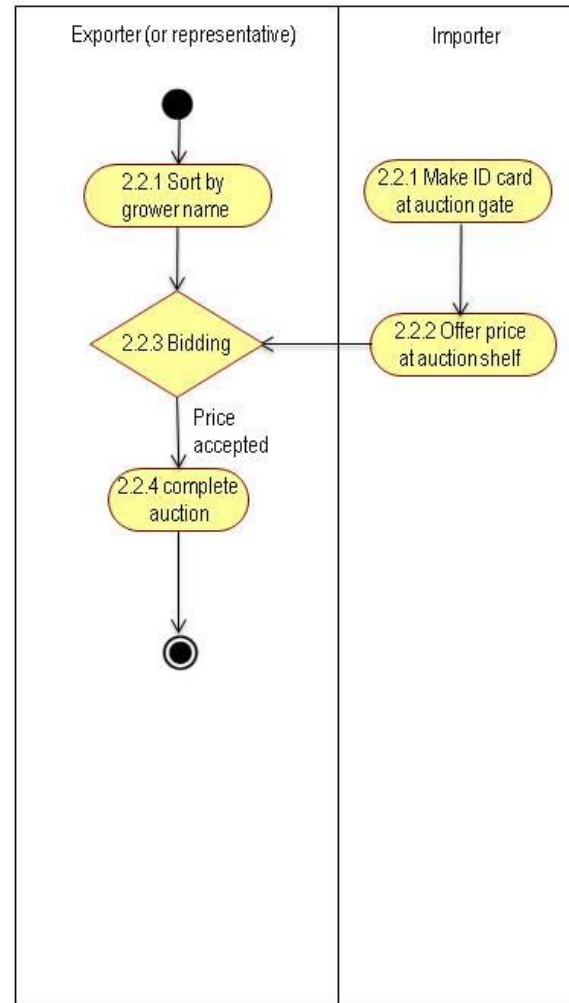 Exporter (or representative)
Importer
2.2.1 Sort by
grower name
2.2.1 Make ID card
at auction gate
2.2.3 Bidding
2.2.2 Offer price
at auction shelf
Price
accepted
2.2.4 complete
auction